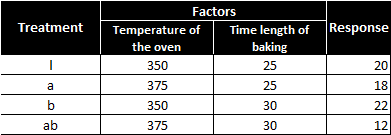 Factors
Treatment Temperature of the oven Time length of baking Response
I 350 25 20
a 375 25 18
b 350 30 22
ab 375 30 12